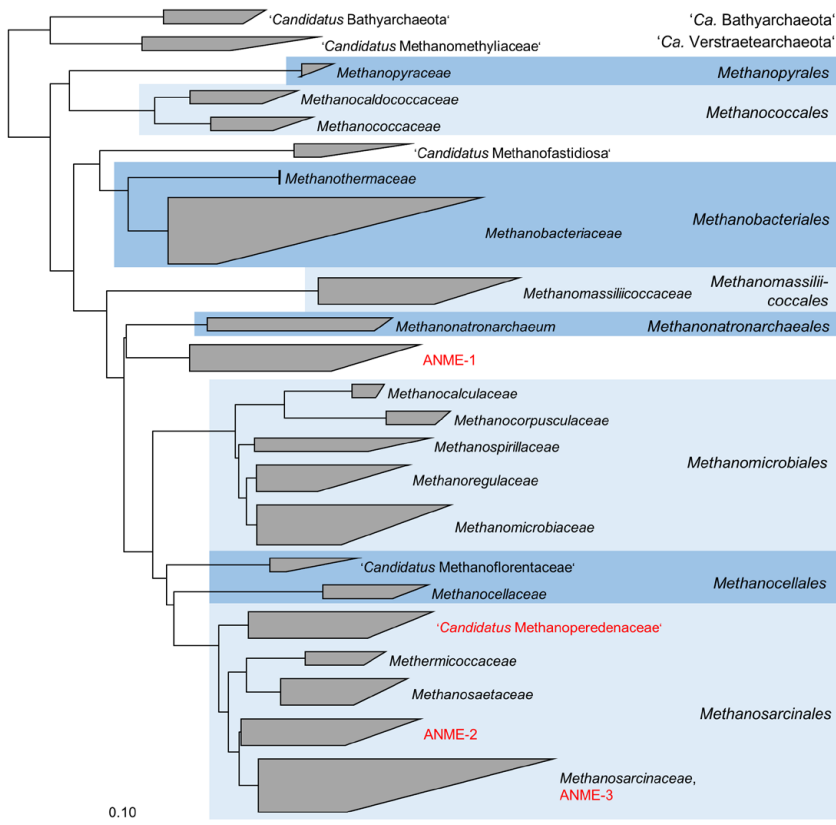 'Candidatus Bathyarchaeota'
'Ca. Bathyarchaeota'
'Candidatus Methanomethyliaceae'
'Ca. Verstraetearchaeota'
Methanopyraceae
Methanopyrales
Methanocaldococcaceae
Methanococcales
Methanococcaceae
'Candidatus Methanofastidiosa'
Methanothermaceae
Methanobacteriales
Methanobacteriaceae
Methanomassilii-
coccales
Methanomassiliicoccaceae
Methanonatronarchaeum
Methanonatronarchaeales
ANME-1
Methanocalculaceae
Methanocorpusculaceae
Methanospirillaceae
Methanomicrobiales
Methanoregulaceae
Methanomicrobiaceae
'Candidatus Methanoflorentaceae'
Methanocellales
Methanocellaceae
'Candidatus Methanoperedenaceae'
Methermicoccaceae
Methanosaetaceae
Methanosarcinales
ANME-2
Methanosarcinaceae,
ANME-3
0.10